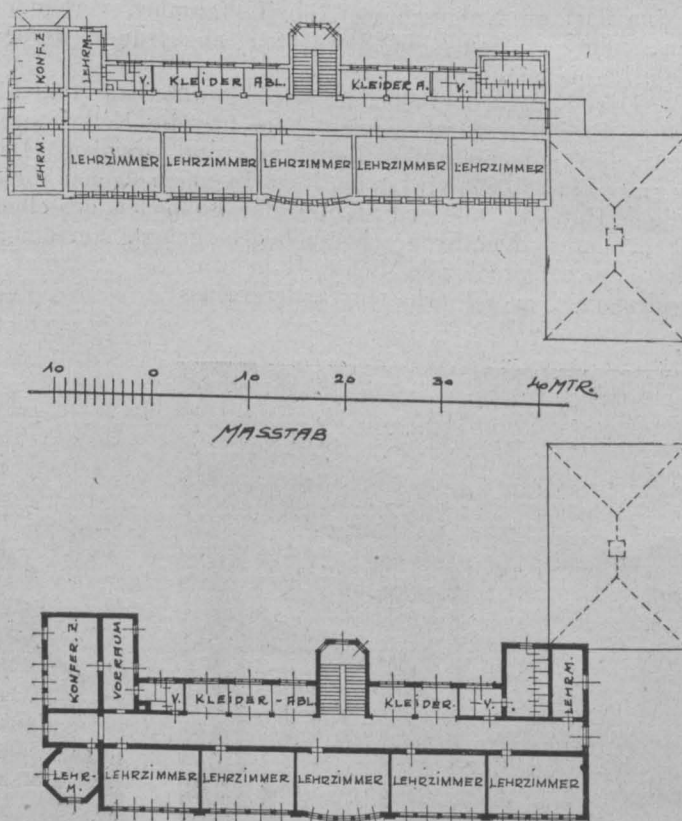 KONF. Z
LEHRM.
V.
KLEIDER
ABL.
KLEIDER A.
V.
LEHRM.
LEHRZIMMER
LEHRZIMMER
LEHRZIMMER
LEHRZIMMER
LEHRZIMMER
10 0 10 20 30 40 MTR.
MASSTAB
KONFER. Z.
VORRAUM
V.
KLEIDER - ABL
KLEIDER.
V.
LEHRM.
LEHR-
M.
LEHRZIMMER
LEHRZIMMER
LEHRZIMMER
LEHRZIMMER
LEHRZIMMER